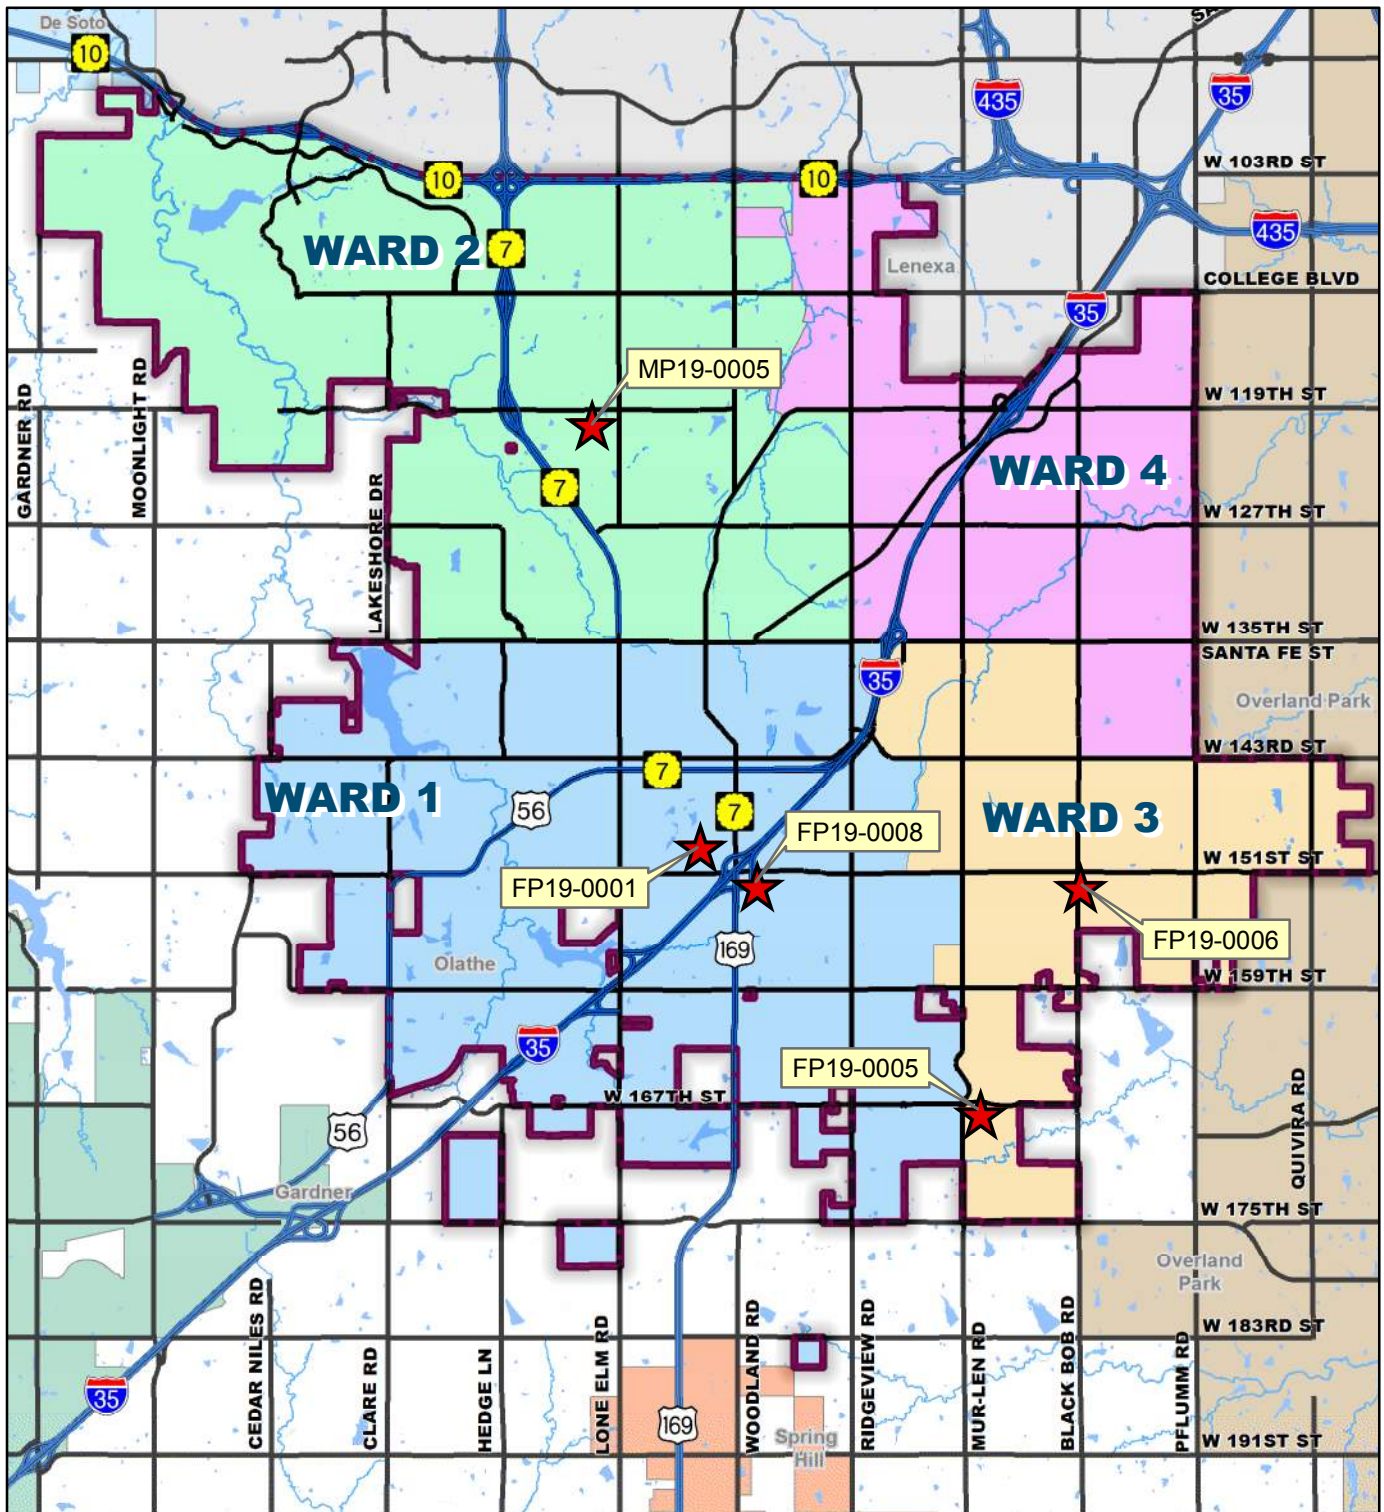 De Soto
10
435
35
W 103RD ST
10
10
435
WARD 2
7
Lenexa
COLLEGE BLVD
35
MP19-0005
W 119TH ST
GARDNER RD
MOONLIGHT RD
LAKESHORE DR
7
WARD 4
W 127TH ST
W 135TH ST
SANTA FE ST
35
Overland Park
W 143RD ST
7
WARD 1
56
7
WARD 3
FP19-0008
W 151ST ST
FP19-0001
FP19-0006
169
Olathe
W 159TH ST
35
FP19-0005
W 167TH ST
56
QUIVIRA RD
Gardner
W 175TH ST
Overland
Park
CEDAR NILES RD
CLARE RD
HEDGE LN
LONE ELM RD
WOODLAND RD
RIDGEVIEW RD
MUR-LEN RD
BLACK BOB RD
PFLUMM RD
W 183RD ST
35
169
Spring
Hill
W 191ST ST